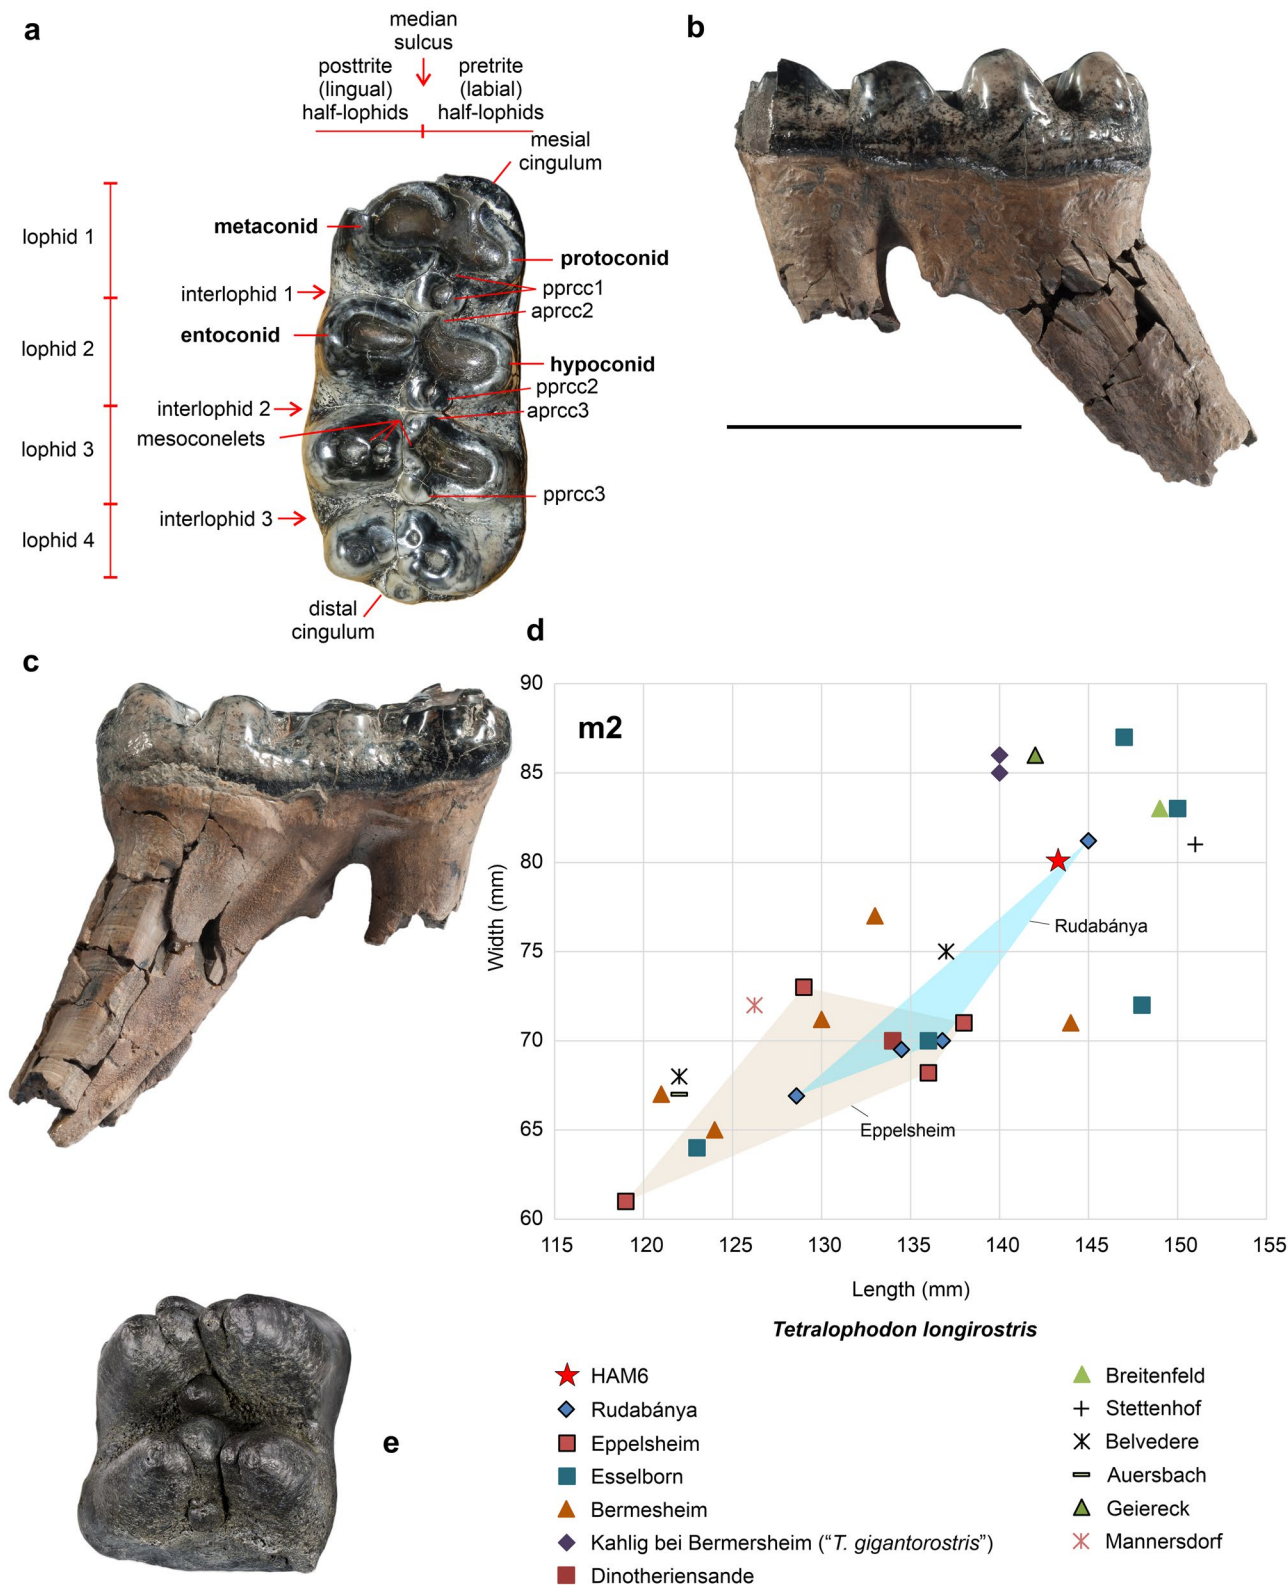 a
median
sulcus
posttrite
(lingual)
half-lophids
pretrite
(labial)
half-lophids
mesial
cingulum
lophid 1
metaconid
protoconid
interlophid 1
pprcc1
aprcc2
lophid 2
entoconid
hypoconid
pprcc2
interlophid 2
aprcc3
mesoconelets
lophid 3
pprcc3
interlophid 3
lophid 4
distal
cingulum
b
c
d
m2
90
85
80
75
70
65
60
Width (mm)
Rudabánya
Eppelsheim
115 120 125 130 135 140 145 150 155
Length (mm)
Tetralophodon longirostris
HAM6
Rudabánya
Eppelsheim
Esselborn
Bermesheim
Kahlig bei Bermersheim (“T. gigantorostris”)
Dinotheriensande
Breitenfeld
Stettenhof
Belvedere
Auersbach
Geiereck
Mannersdorf
e